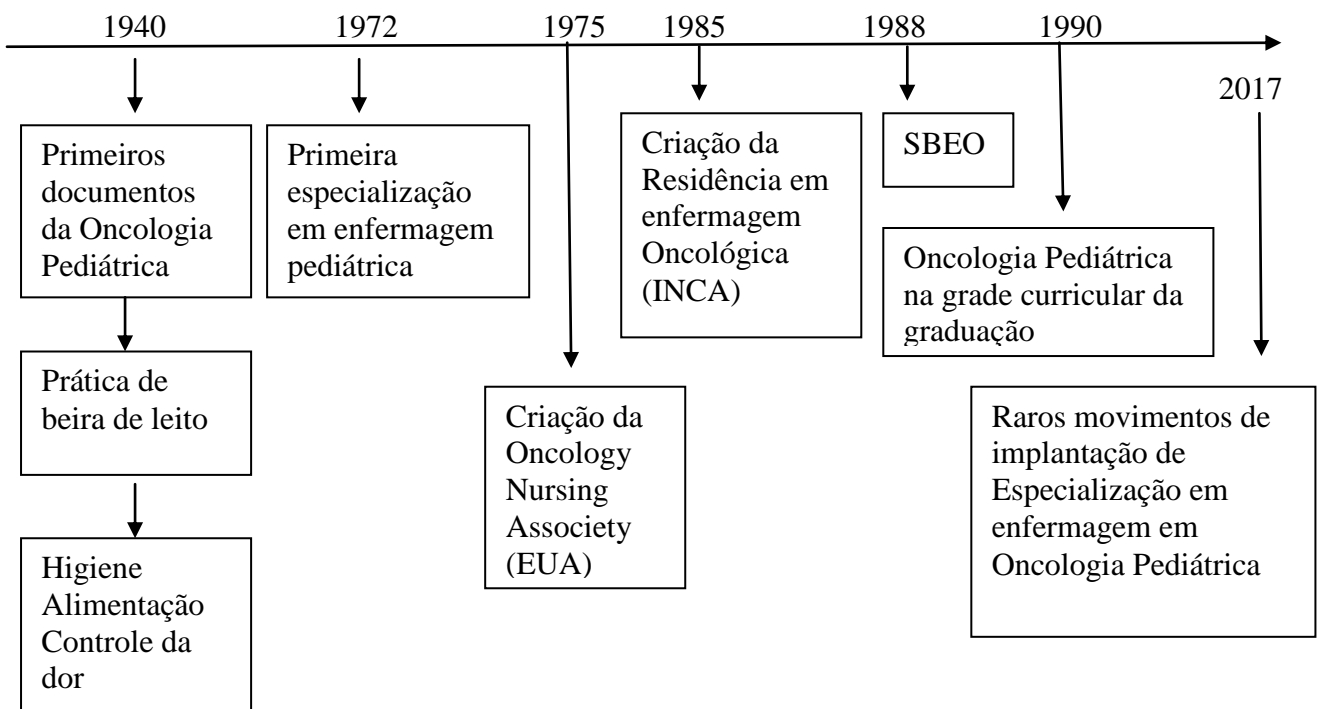 1940
1972
1975
1985
1988
1990
2017
Primeiros
documentos
da Oncologia
Pediátrica
Prática de
beira de leito
Higiene
Alimentação
Controle da
dor
Primeira
especialização
em enfermagem
pediátrica
Criação da
Oncology
Nursing
Associety
(EUA)
Criação da
Residência em
enfermagem
Oncológica
(INCA)
SBEO
Oncologia Pediátrica
na grade curricular da
graduação
Raros movimentos de
implantação de
Especialização em
enfermagem em
Oncologia Pediátrica